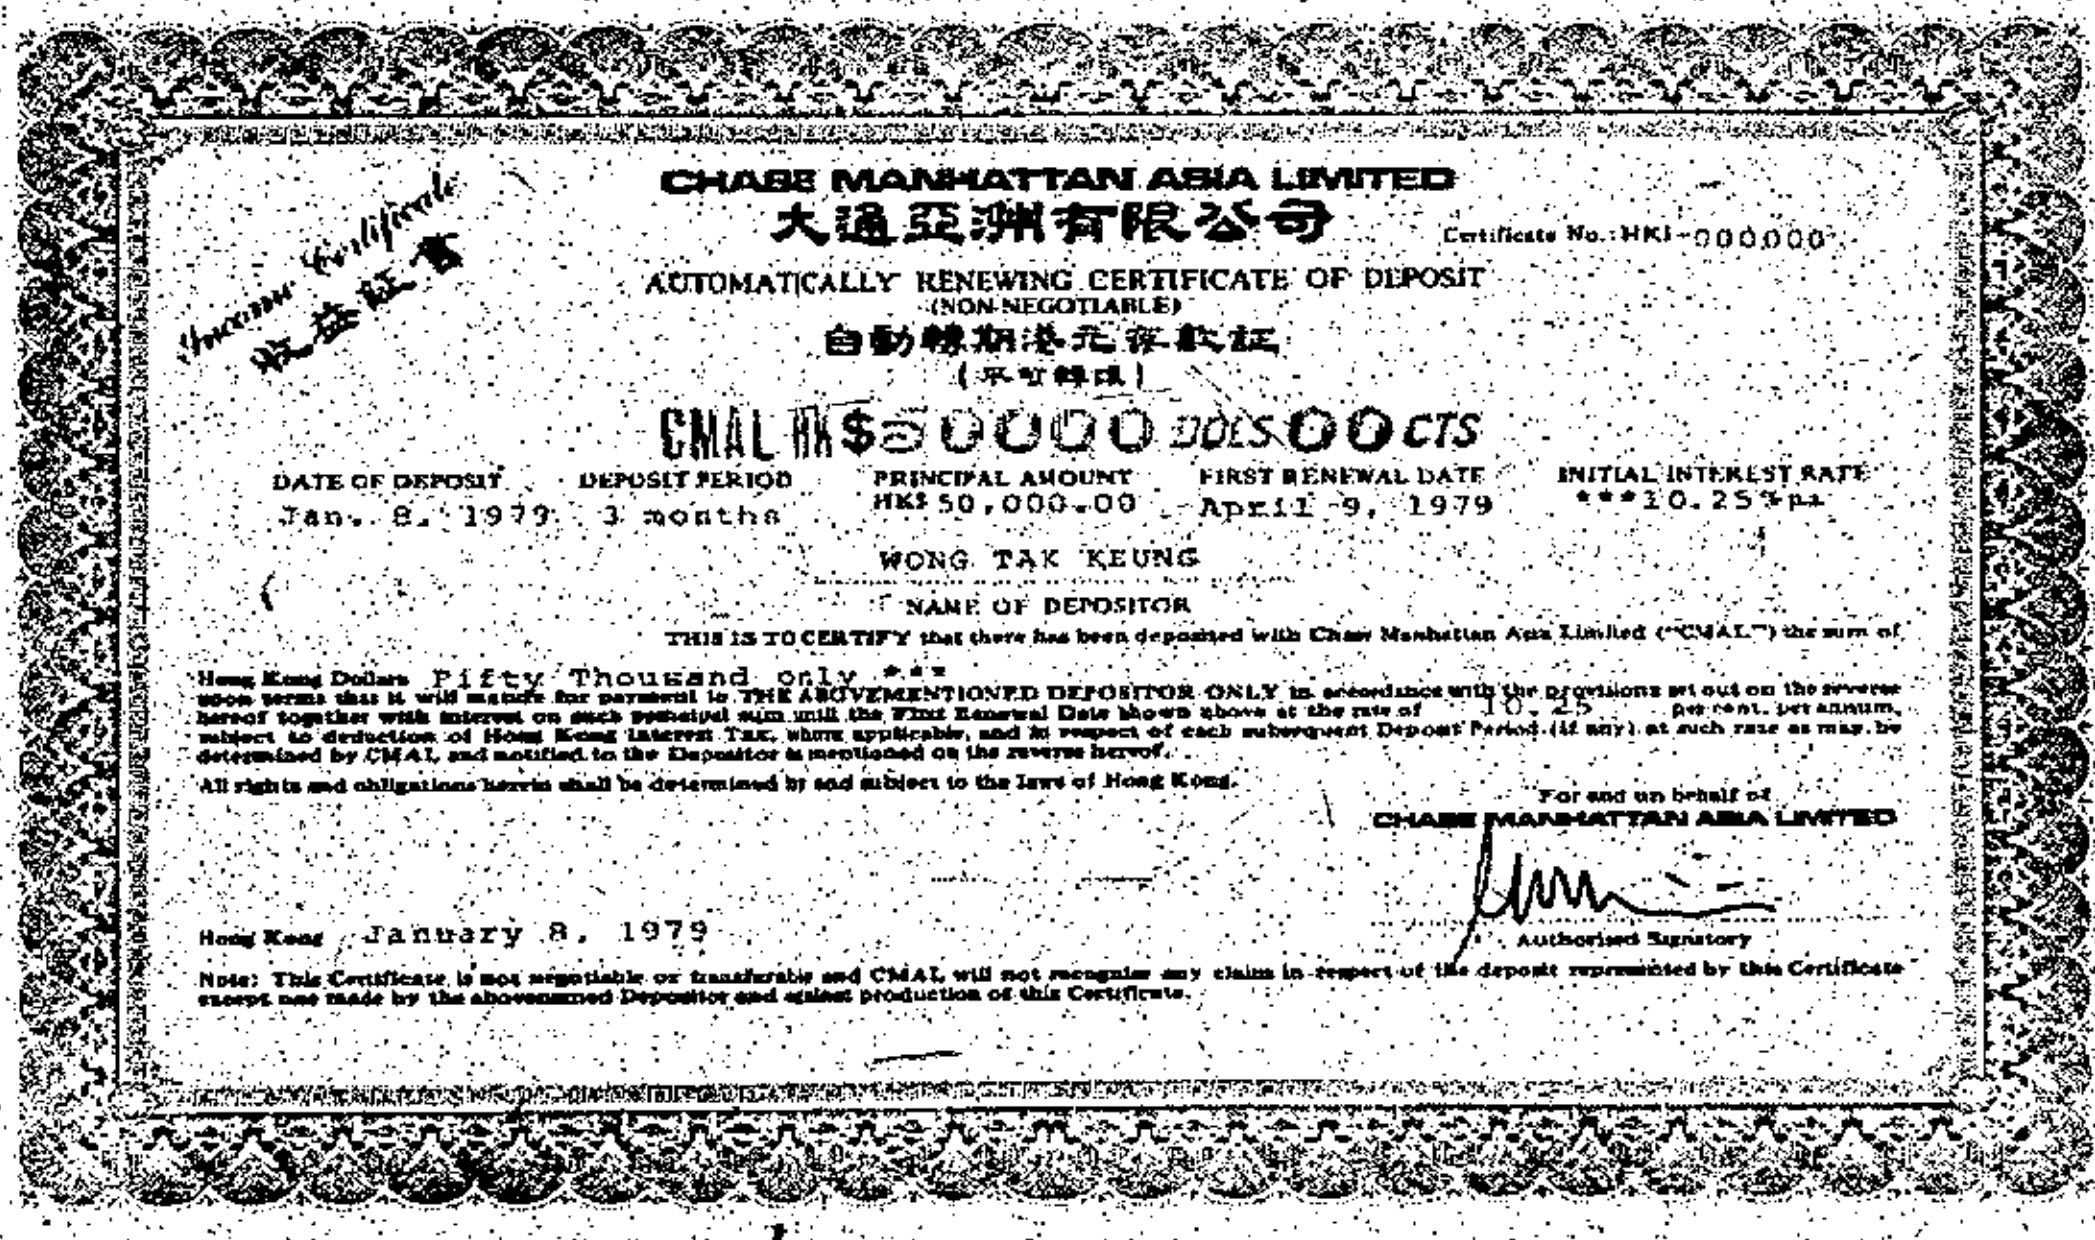 Income Certificate
收益証書
CHASE MANHATTAN ASIA LIMITED
大通亞洲有限公司
Certificate No.: HKI-000000
AUTOMATICALLY RENEWING CERTIFICATE OF DEPOSIT
(NON-NEGOTIABLE)
自動轉期港元存款証
(不可轉讓)
CMAL HK $50000 DOLS 00 CTS
DATE OF DEPOSIT DEPOSIT PERIOD PRINCIPAL AMOUNT FIRST RENEWAL DATE INITIAL INTEREST RATE
Jan. 8, 1979 3 months HK$ 50,000.00 April 9, 1979 ***10.25%pa
WONG TAK KEUNG
NAME OF DEPOSITOR
THIS IS TO CERTIFY that there has been deposited with Chase Manhattan Asia Limited ("CMAL") the sum of
Hong Kong Dollars Fifty Thousand only ***
upon terms that it will mature for payment to THE ABOVEMENTIONED DEPOSITOR ONLY in accordance with the provisions set out on the reverse
hereof together with interest on such principal sum until the First Renewal Date shown above at the rate of 10.25 per cent. per annum,
subject to deduction of Hong Kong Interest Tax, where applicable, and in respect of each subsequent Deposit Period (if any) at such rate as may be
determined by CMAL and notified to the Depositor as mentioned on the reverse hereof.
All rights and obligations herein shall be determined by and subject to the laws of Hong Kong.
For and on behalf of
CHASE MANHATTAN ASIA LIMITED
Hong Kong January 8, 1979
Authorised Signatory
Note: This Certificate is not negotiable or transferable and CMAL will not recognise any claim in respect of the deposit represented by this Certificate
except one made by the abovenamed Depositor and against production of this Certificate.